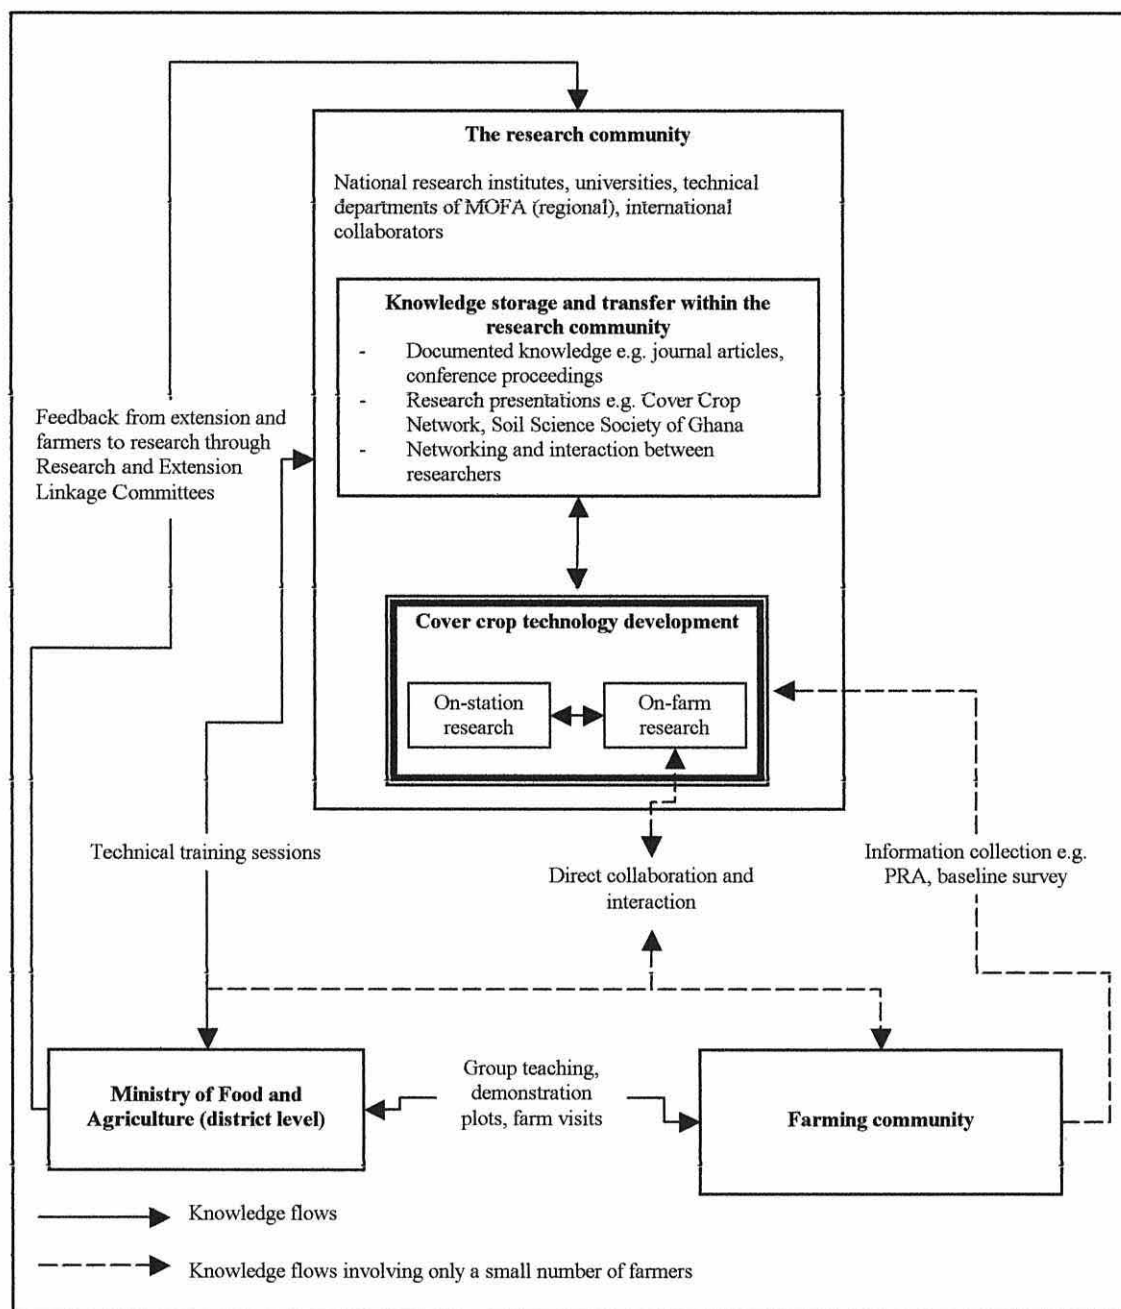 The research community
National research institutes, universities, technical
departments of MOFA (regional), international
collaborators
Knowledge storage and transfer within the
research community
- Documented knowledge e.g. journal articles,
conference proceedings
- Research presentations e.g. Cover Crop
Network, Soil Science Society of Ghana
- Networking and interaction between
researchers
Feedback from extension and
farmers to research through
Research and Extension
Linkage Committees
Cover crop technology development
On-station
research
On-farm
research
Technical training sessions
Direct collaboration and
interaction
Information collection e.g.
PRA, baseline survey
Ministry of Food and
Agriculture (district level)
Group teaching,
demonstration
plots, farm visits
Farming community
Knowledge flows
Knowledge flows involving only a small number of farmers